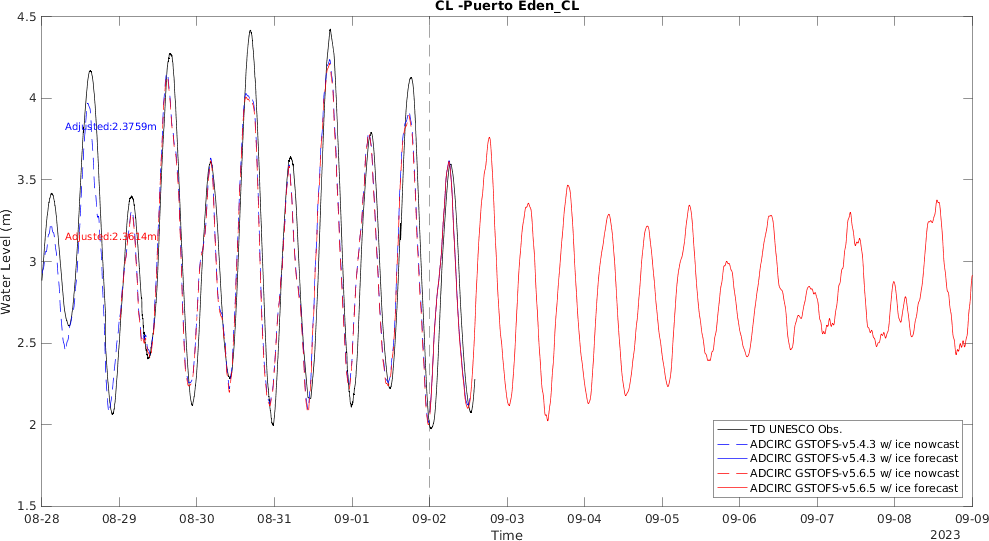 CL -Puerto Eden_CL
4.5
4
3.5
3
2.5
2
1.5
Water Level (m)
Adjusted:2.3759m
Adjusted:2.3614m
TD UNESCO Obs.
ADCIRC GSTOFS-v5.4.3 w/ ice nowcast
ADCIRC GSTOFS-v5.4.3 w/ ice forecast
ADCIRC GSTOFS-v5.6.5 w/ ice nowcast
ADCIRC GSTOFS-v5.6.5 w/ ice forecast
08-28 08-29 08-30 08-31 09-01 09-02 09-03 09-04 09-05 09-06 09-07 09-08 09-09
Time
2023